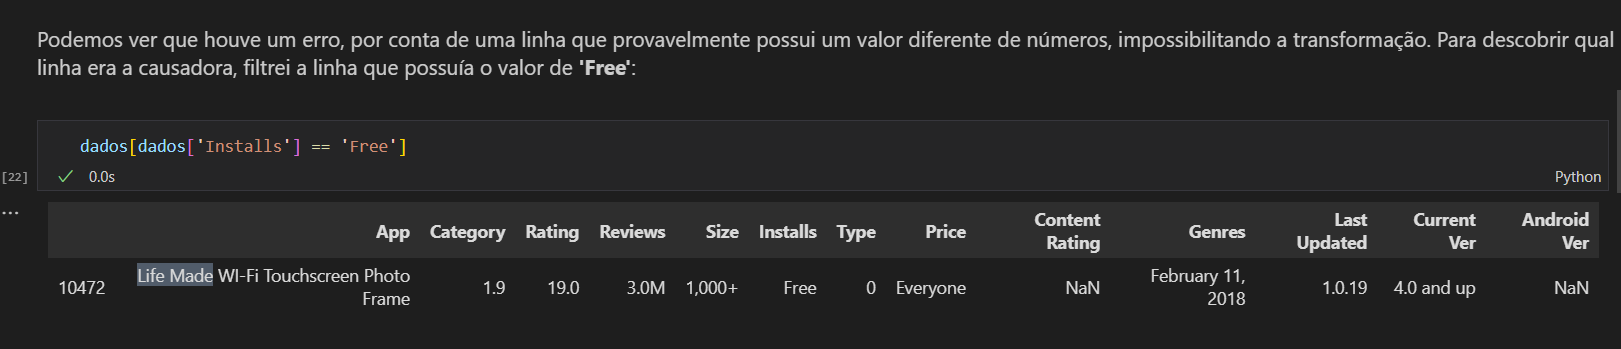 Podemos ver que houve um erro, por conta de uma linha que provavelmente possui um valor diferente de números, impossibilitando a transformação. Para descobrir qual
linha era a causadora, filtrei a linha que possuía o valor de 'Free':
dados[dados['Installs'] == 'Free']
[22] ✓ 0.0s Python
...
App Category Rating Reviews Size Installs Type Price Content Rating Genres Last Updated Current Ver Android Ver
10472 Life Made WI-Fi Touchscreen Photo Frame 1.9 19.0 3.0M 1,000+ Free 0 Everyone NaN February 11, 2018 1.0.19 4.0 and up NaN